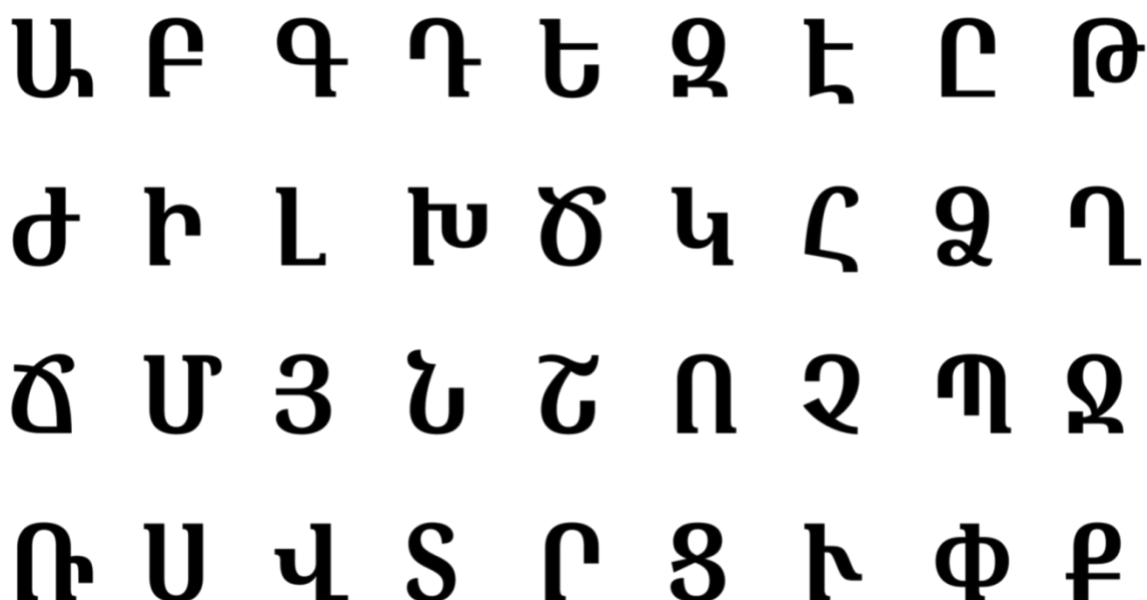 Ա Բ Գ Դ Ե Զ Է Ը Թ
Ժ Ի Լ Խ Ծ Կ Հ Ձ Ղ
Ճ Մ Յ Ն Շ Ո Չ Պ Ջ
Ռ Ս Վ Տ Ր Ց Ւ Փ Ք